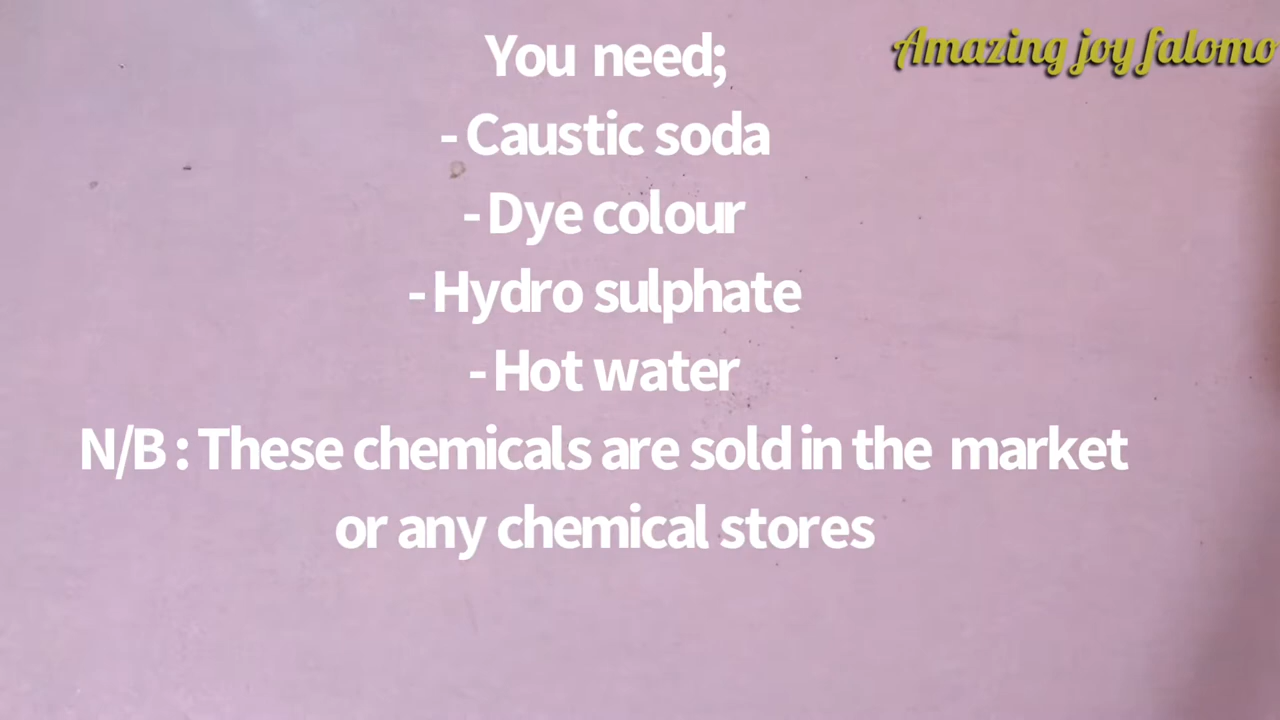 You need;
Amazing joy falomo
- Caustic soda
- Dye colour
- Hydro sulphate
- Hot water
N/B : These chemicals are sold in the market
or any chemical stores